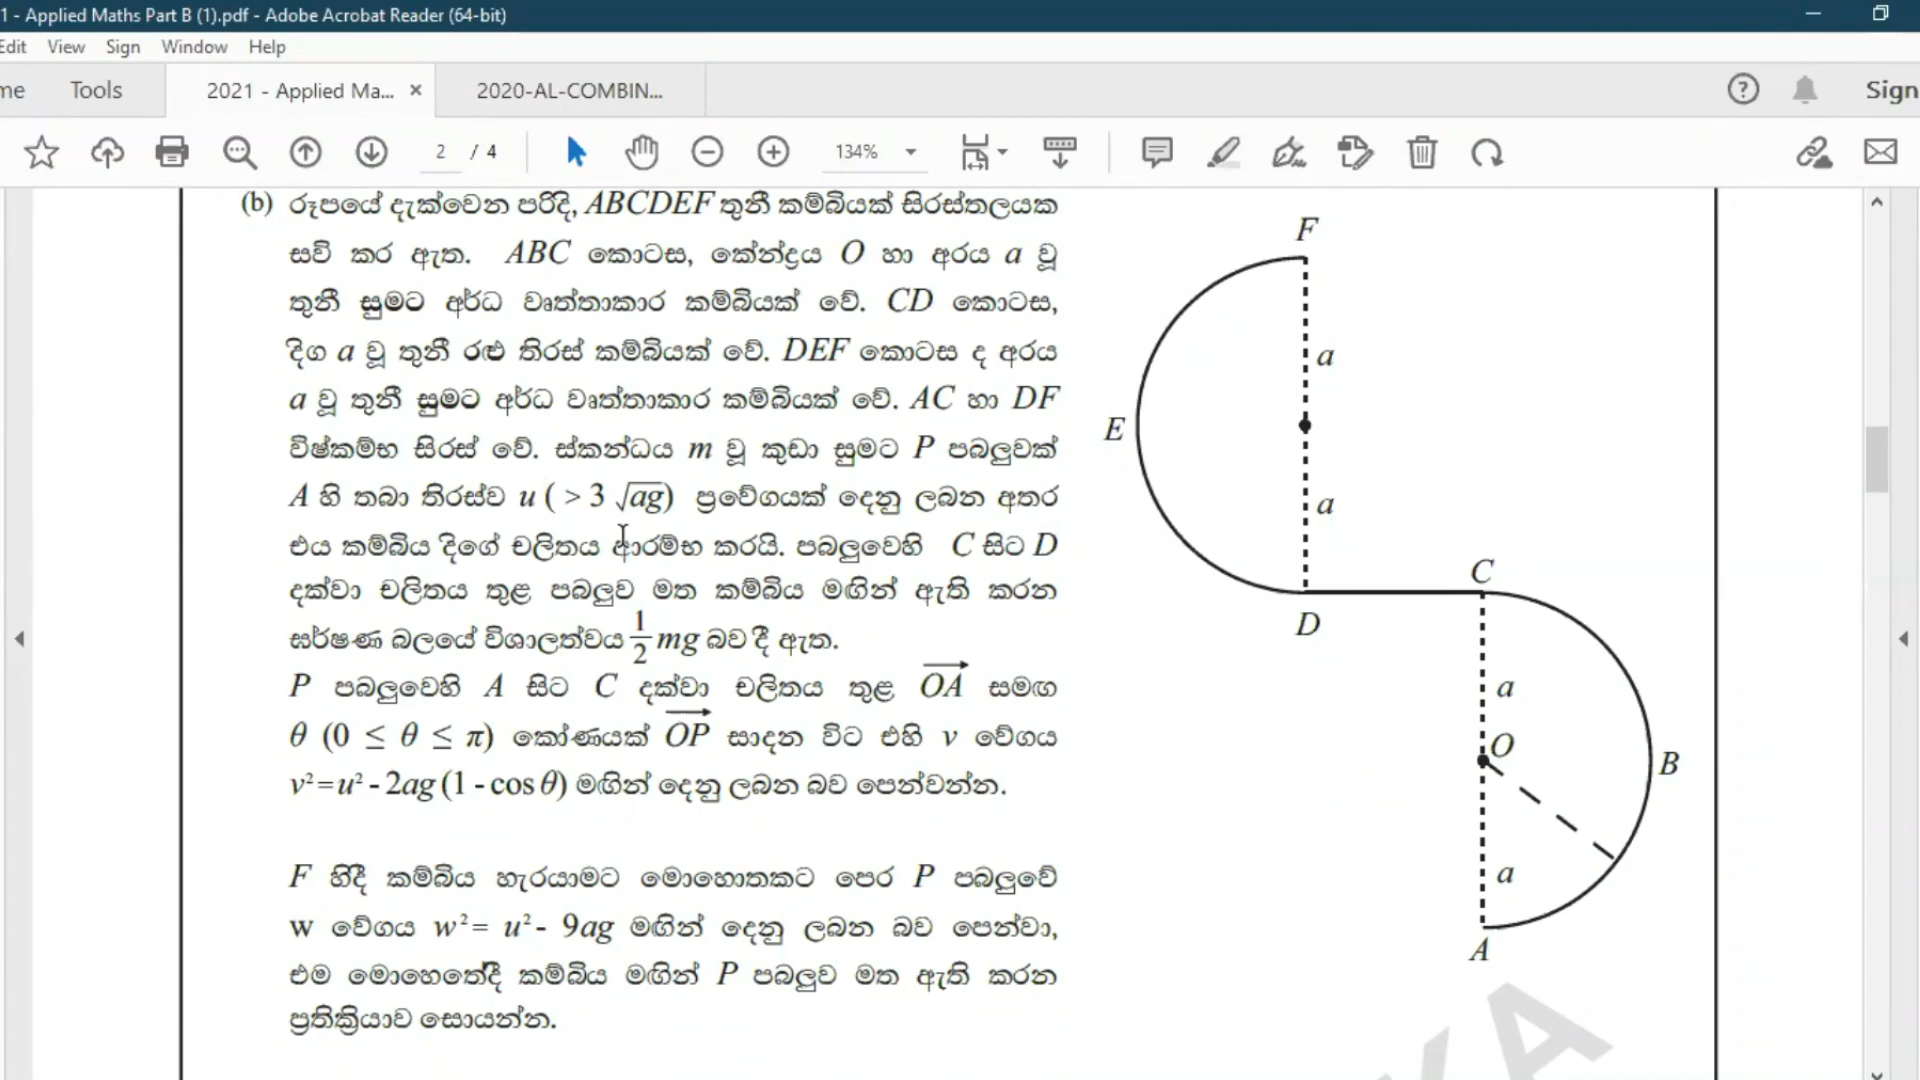 1 - Applied Maths Part B (1).pdf - Adobe Acrobat Reader (64-bit)
Edit View Sign Window Help
me Tools 2021 - Applied Ma... × 2020-AL-COMBIN... Sign
2 / 4 134%
(b) රූපයේ දැක්වෙන පරිදි, ABCDEF තුනී කම්බියක් සිරස්තලයක
සවි කර ඇත. ABC කොටස, කේන්ද්‍රය O හා අරය a වූ
තුනී සුමට අර්ධ වෘත්තාකාර කම්බියක් වේ. CD කොටස,
දිග a වූ තුනී රළු තිරස් කම්බියක් වේ. DEF කොටස ද අරය
a වූ තුනී සුමට අර්ධ වෘත්තාකාර කම්බියක් වේ. AC හා DF
විෂ්කම්භ සිරස් වේ. ස්කන්ධය m වූ කුඩා සුමට P පබලුවක්
A හි තබා තිරස්ව u ( > 3 √ag) ප්‍රවේගයක් දෙනු ලබන අතර
එය කම්බිය දිගේ චලිතය ආරම්භ කරයි. පබලුවෙහි C සිට D
දක්වා චලිතය තුළ පබලුව මත කම්බිය මඟින් ඇති කරන
ඝර්ෂණ බලයේ විශාලත්වය 1/2 mg බව දී ඇත.
P පබලුවෙහි A සිට C දක්වා චලිතය තුළ OA සමඟ
θ (0 ≤ θ ≤ π) කෝණයක් OP සාදන විට එහි v වේගය
v²=u² - 2ag (1 - cos θ) මඟින් දෙනු ලබන බව පෙන්වන්න.
F හිදී කම්බිය හැරයාමට මොහොතකට පෙර P පබලුවේ
w වේගය w²= u² - 9ag මඟින් දෙනු ලබන බව පෙන්වා,
එම මොහෙතේදී කම්බිය මඟින් P පබලුව මත ඇති කරන
ප්‍රතික්‍රියාව සොයන්න.
F
a
E
a
C
D
a
O
B
a
A